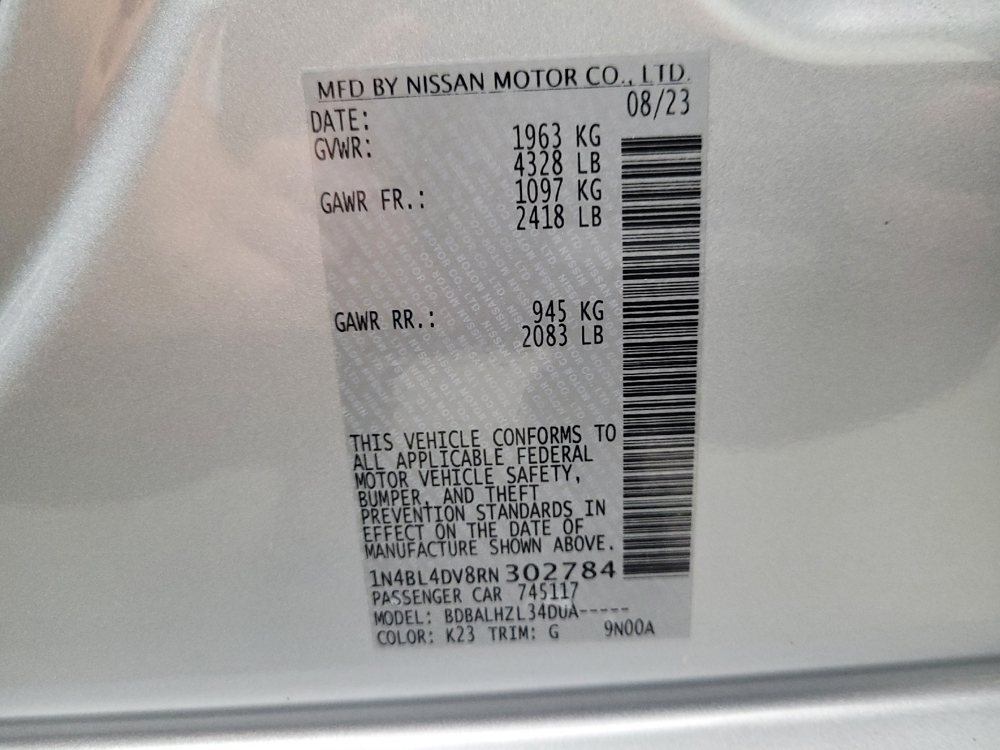 MFD BY NISSAN MOTOR CO., LTD.
DATE: 08/23
GVWR: 1963 KG
4328 LB
GAWR FR.: 1097 KG
2418 LB
GAWR RR.: 945 KG
2083 LB
THIS VEHICLE CONFORMS TO
ALL APPLICABLE FEDERAL
MOTOR VEHICLE SAFETY,
BUMPER, AND THEFT
PREVENTION STANDARDS IN
EFFECT ON THE DATE OF
MANUFACTURE SHOWN ABOVE.
1N4BL4DV8RN 302784
PASSENGER CAR 745117
MODEL: BDBALHZL34DUA-----
COLOR: K23 TRIM: G 9N00A